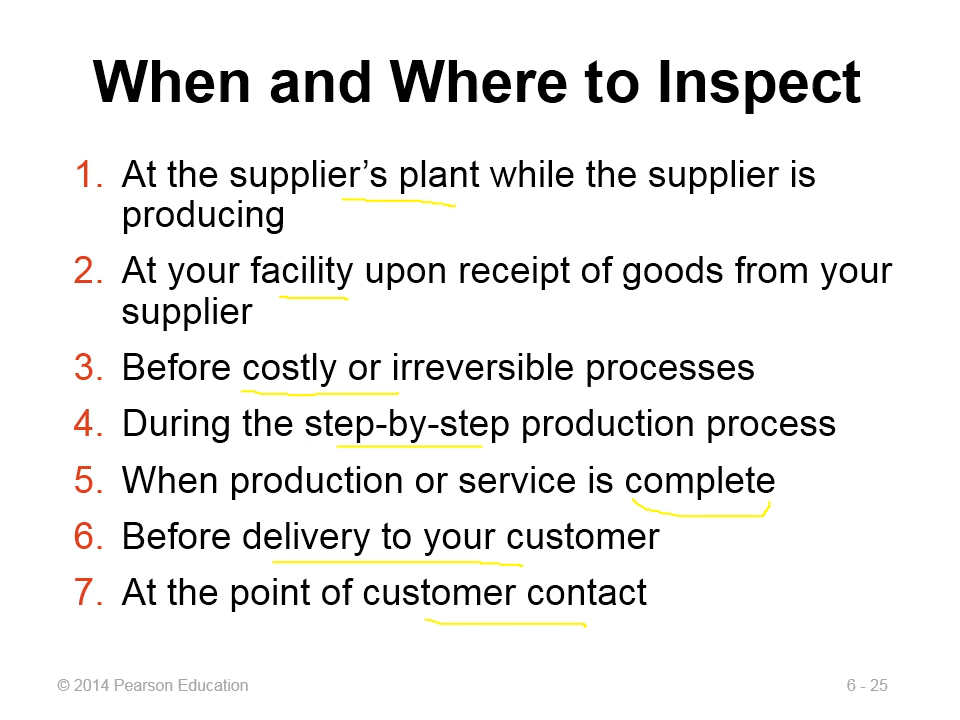 When and Where to Inspect
1. At the supplier’s plant while the supplier is
producing
2. At your facility upon receipt of goods from your
supplier
3. Before costly or irreversible processes
4. During the step-by-step production process
5. When production or service is complete
6. Before delivery to your customer
7. At the point of customer contact
© 2014 Pearson Education
6 - 25